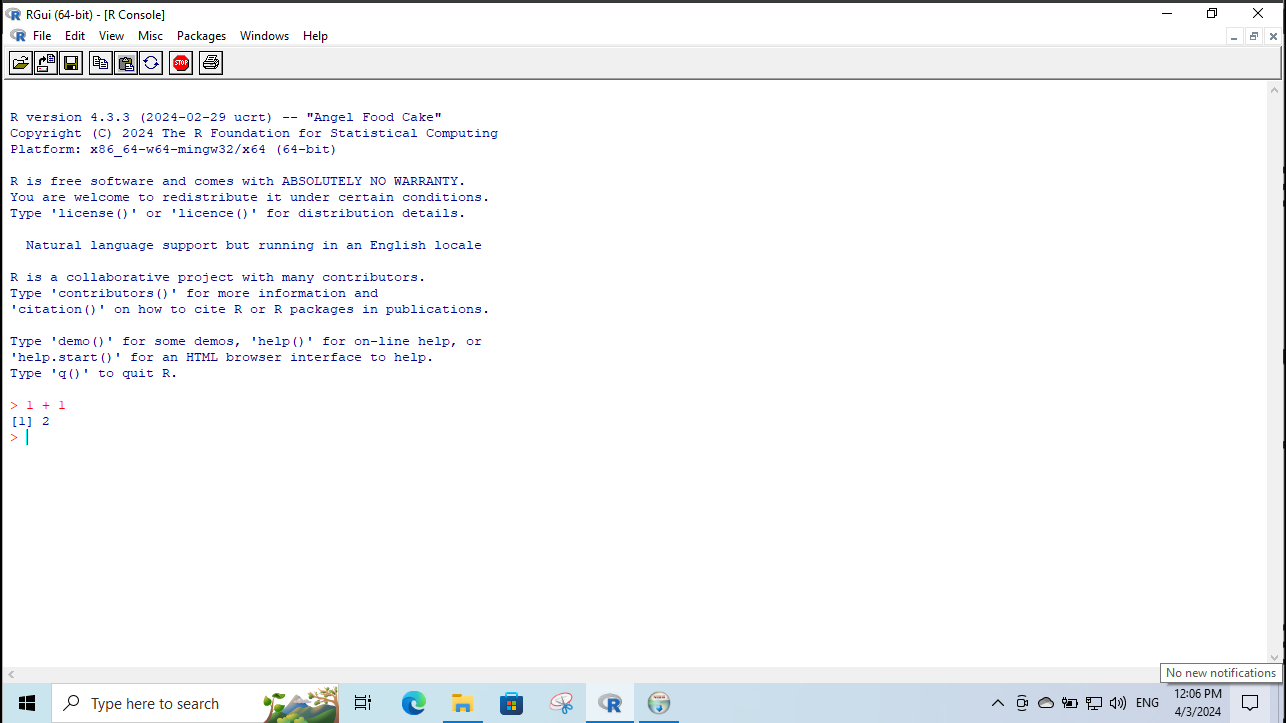 RGui (64-bit) - [R Console]
File Edit View Misc Packages Windows Help
STOP
R version 4.3.3 (2024-02-29 ucrt) -- "Angel Food Cake"
Copyright (C) 2024 The R Foundation for Statistical Computing
Platform: x86_64-w64-mingw32/x64 (64-bit)
R is free software and comes with ABSOLUTELY NO WARRANTY.
You are welcome to redistribute it under certain conditions.
Type 'license()' or 'licence()' for distribution details.
Natural language support but running in an English locale
R is a collaborative project with many contributors.
Type 'contributors()' for more information and
'citation()' on how to cite R or R packages in publications.
Type 'demo()' for some demos, 'help()' for on-line help, or
'help.start()' for an HTML browser interface to help.
Type 'q()' to quit R.
> 1 + 1
[1] 2
>
No new notifications
Type here to search
ENG
12:06 PM
4/3/2024